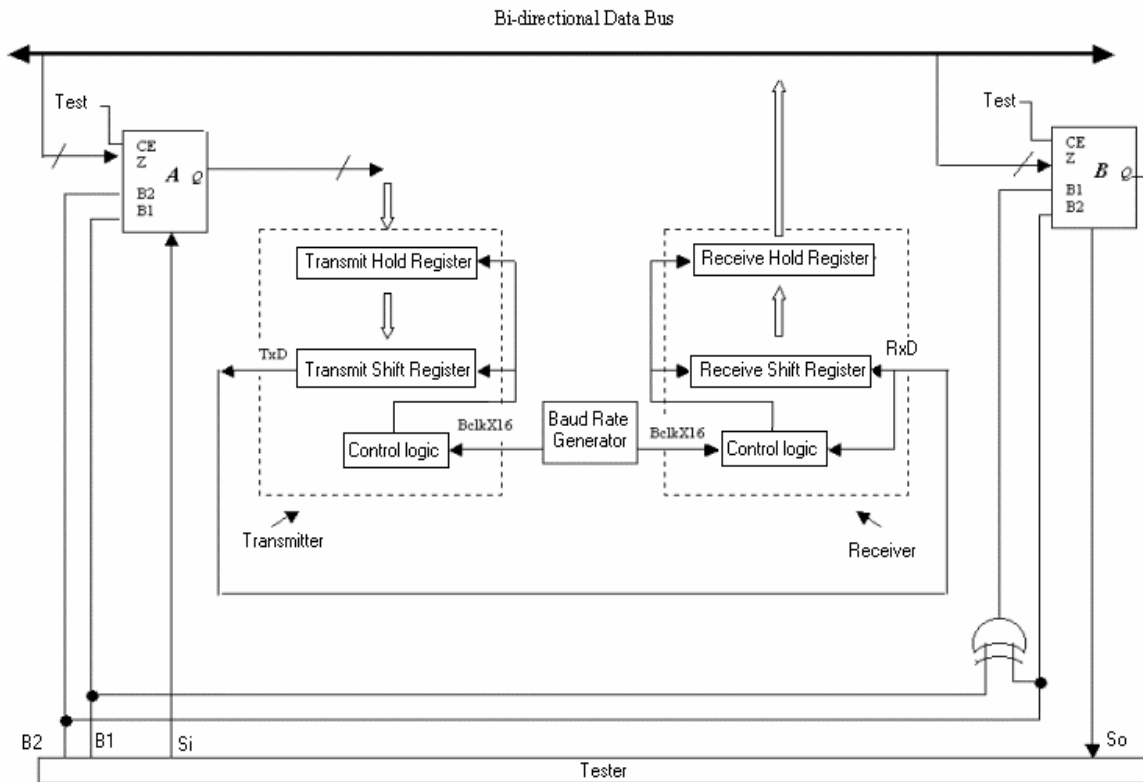 Bi-directional Data Bus
Test
Test
CE
Z
A Q
B2
B1
CE
Z
B Q
B1
B2
Transmit Hold Register
Receive Hold Register
TxD
Transmit Shift Register
Receive Shift Register
RxD
BclkX16
Baud Rate
Generator
BclkX16
Control logic
Control logic
Transmitter
Receiver
B2
B1
Si
So
Tester